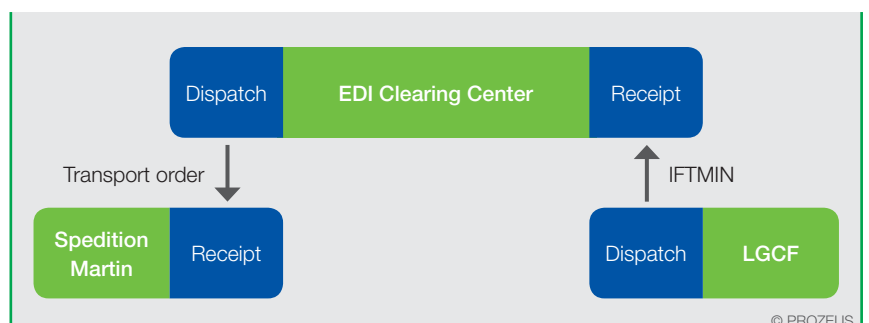 Dispatch
EDI Clearing Center
Receipt
Transport order
IFTMIN
Spedition
Martin
Receipt
Dispatch
LGCF
© PROZEUS